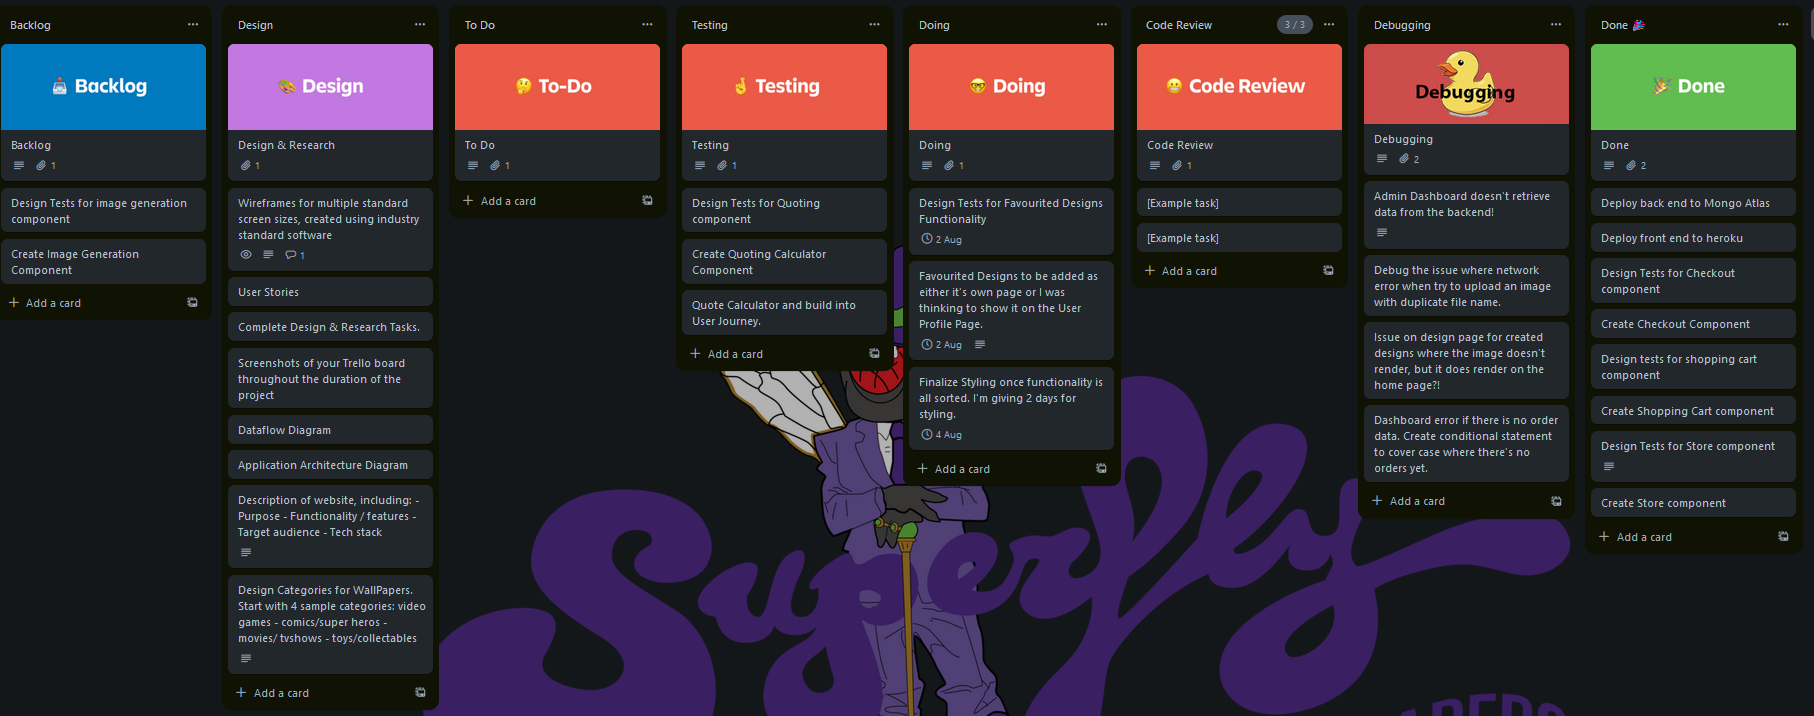 Backlog
Backlog
Backlog
1
Design Tests for image generation
component
Create Image Generation
Component
Add a card
Design
Design
Design & Research
1
Wireframes for multiple standard
screen sizes, created using industry
standard software
1
User Stories
Complete Design & Research Tasks.
Screenshots of your Trello board
throughout the duration of the
project
Dataflow Diagram
Application Architecture Diagram
Description of website, including: -
Purpose - Functionality / features -
Target audience - Tech stack
Design Categories for WallPapers.
Start with 4 sample categories: video
games - comics/super heros -
movies/ tvshows - toys/collectables
Add a card
To Do
To-Do
To Do
1
Add a card
Testing
Testing
Testing
1
Design Tests for Quoting
component
Create Quoting Calculator
Component
Quote Calculator and build into
User Journey.
Add a card
Doing
Doing
Doing
1
Design Tests for Favourited Designs
Functionality
2 Aug
Favourited Designs to be added as
either it's own page or I was
thinking to show it on the User
Profile Page.
2 Aug
Finalize Styling once functionality is
all sorted. I'm giving 2 days for
styling.
4 Aug
Add a card
Code Review
3 / 3
Code Review
Code Review
1
[Example task]
[Example task]
Add a card
Debugging
Debugging
Debugging
2
Admin Dashboard doesn't retrieve
data from the backend!
Debug the issue where network
error when try to upload an image
with duplicate file name.
Issue on design page for created
designs where the image doesn't
render, but it does render on the
home page?!
Dashboard error if there is no order
data. Create conditional statement
to cover case where there's no
orders yet.
Add a card
Done
Done
Done
2
Deploy back end to Mongo Atlas
Deploy front end to heroku
Design Tests for Checkout
component
Create Checkout Component
Design tests for shopping cart
component
Create Shopping Cart component
Design Tests for Store component
Create Store component
Add a card
Superfly